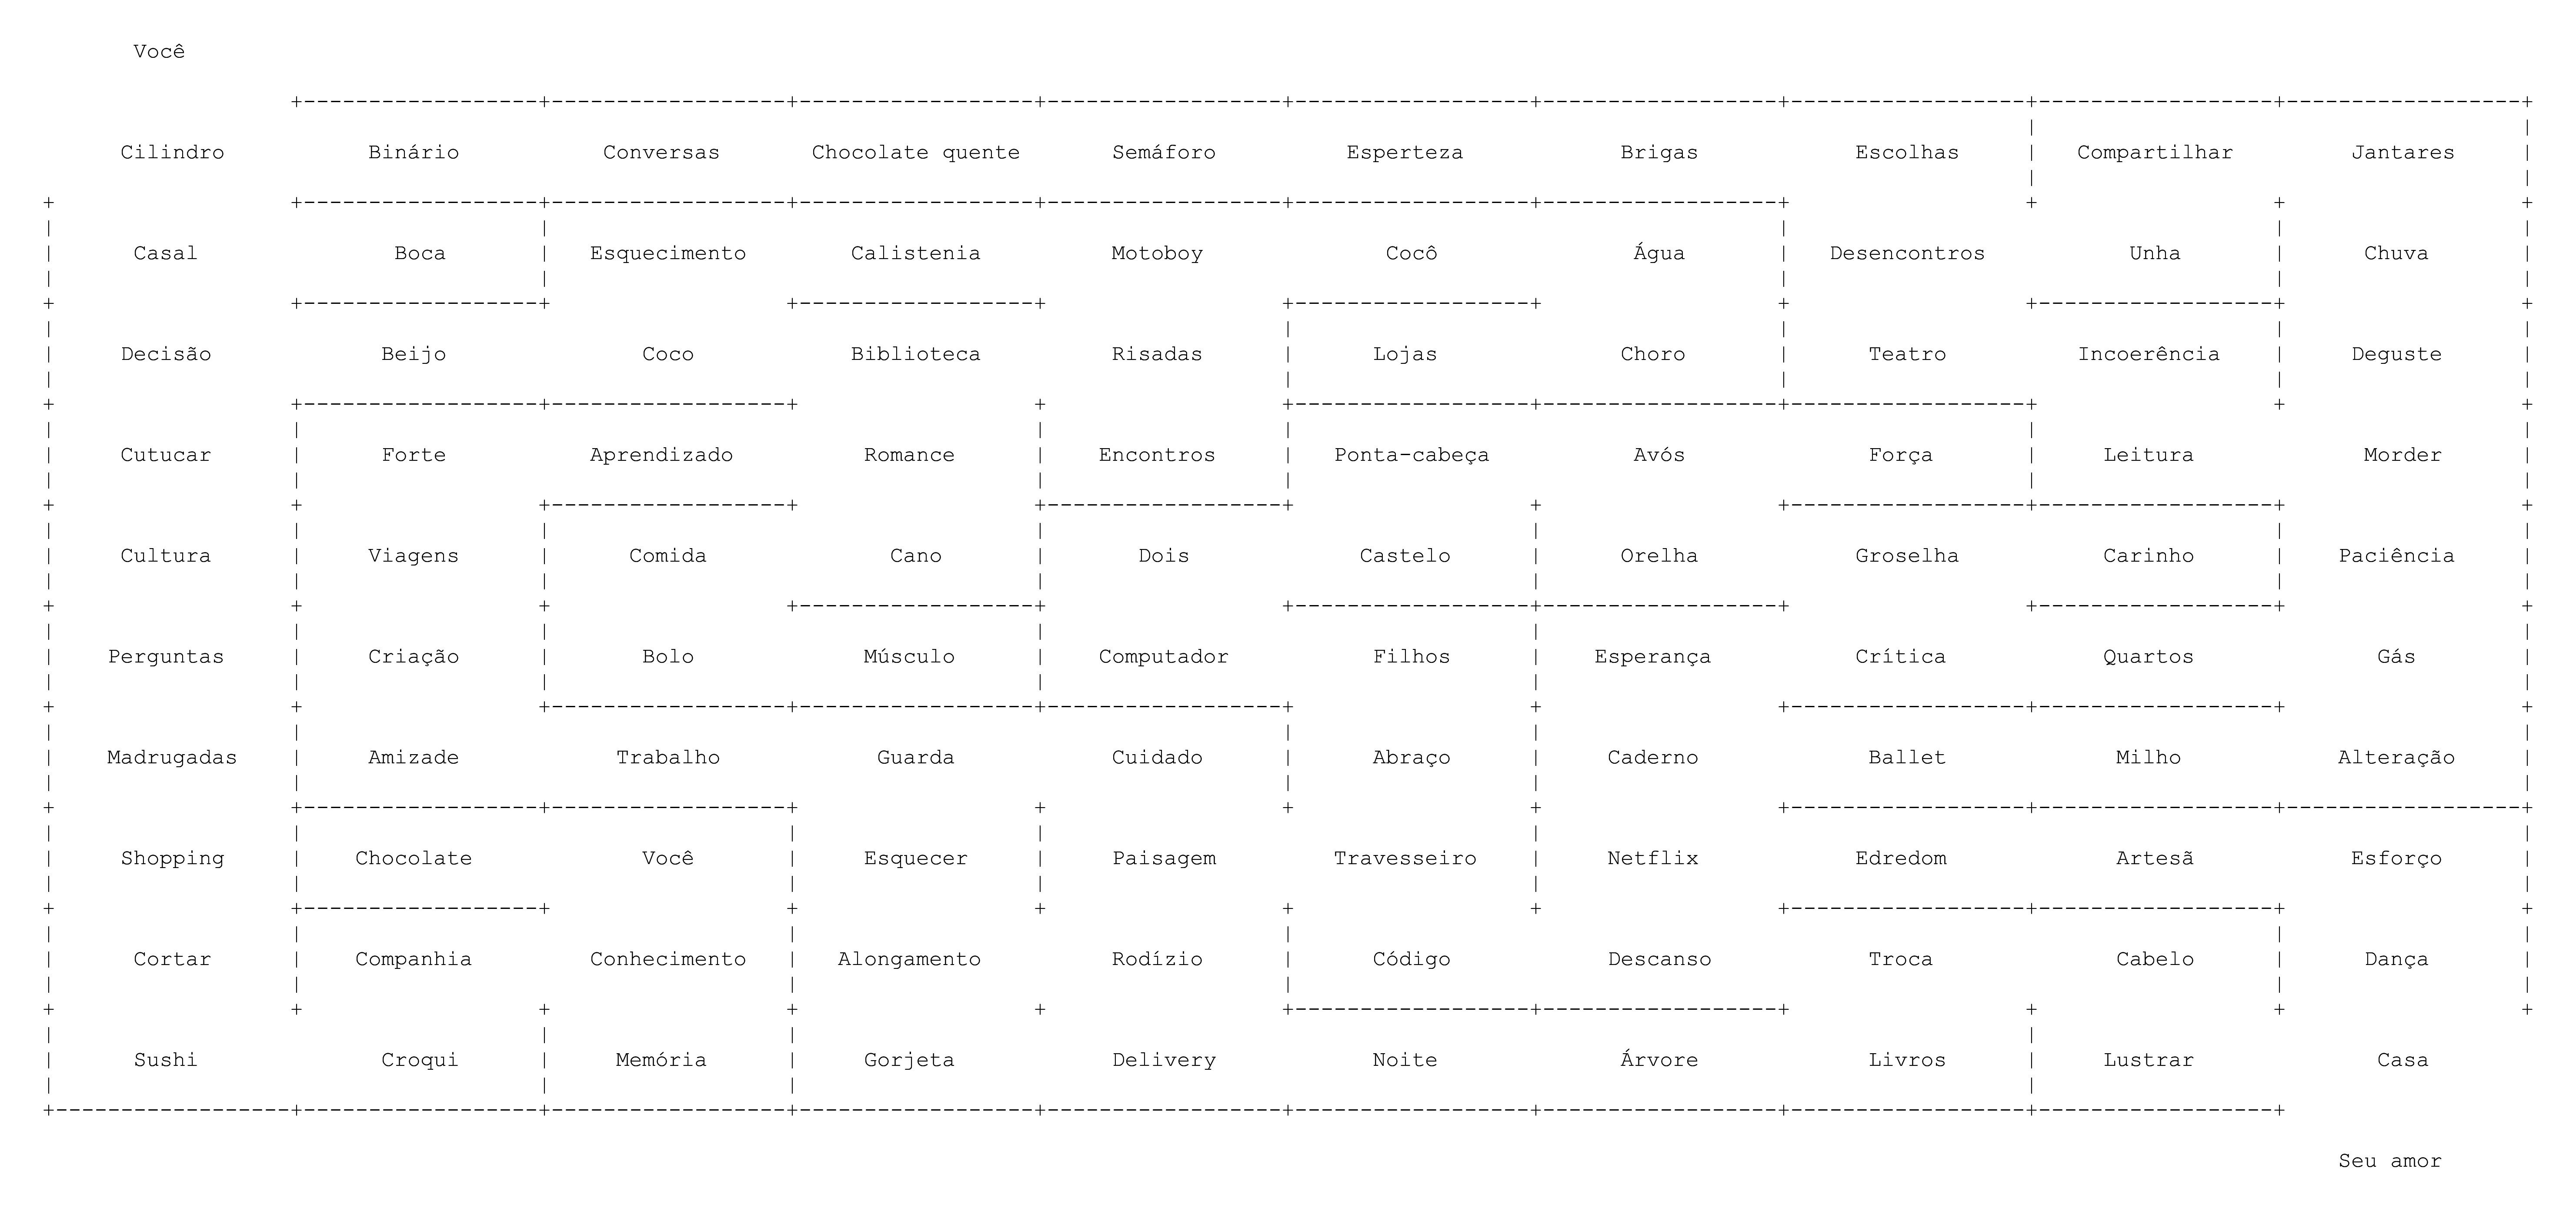 Você
Cilindro Binário Conversas Chocolate quente Semáforo Esperteza Brigas Escolhas Compartilhar Jantares
Casal Boca Esquecimento Calistenia Motoboy Cocô Água Desencontros Unha Chuva
Decisão Beijo Coco Biblioteca Risadas Lojas Choro Teatro Incoerência Deguste
Cutucar Forte Aprendizado Romance Encontros Ponta-cabeça Avós Força Leitura Morder
Cultura Viagens Comida Cano Dois Castelo Orelha Groselha Carinho Paciência
Perguntas Criação Bolo Músculo Computador Filhos Esperança Crítica Quartos Gás
Madrugadas Amizade Trabalho Guarda Cuidado Abraço Caderno Ballet Milho Alteração
Shopping Chocolate Você Esquecer Paisagem Travesseiro Netflix Edredom Artesã Esforço
Cortar Companhia Conhecimento Alongamento Rodízio Código Descanso Troca Cabelo Dança
Sushi Croqui Memória Gorjeta Delivery Noite Árvore Livros Lustrar Casa
Seu amor